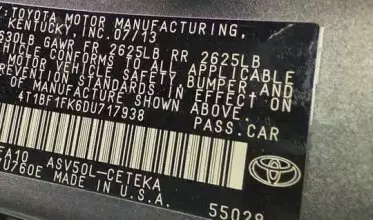 TOYOTA MOTOR MANUFACTURING,
KENTUCKY, INC. 07/13
GAWR FR 2625LB RR 2625LB
VEHICLE CONFORMS TO ALL APPLICABLE
MOTOR VEHICLE SAFETY, BUMPER, AND
PREVENTION STANDARDS IN EFFECT ON
OF MANUFACTURE SHOWN ABOVE.
4T1BF1FK6DU717938 PASS.CAR
ASV50L-CETEKA
MADE IN U.S.A. 55029
TOYOTA